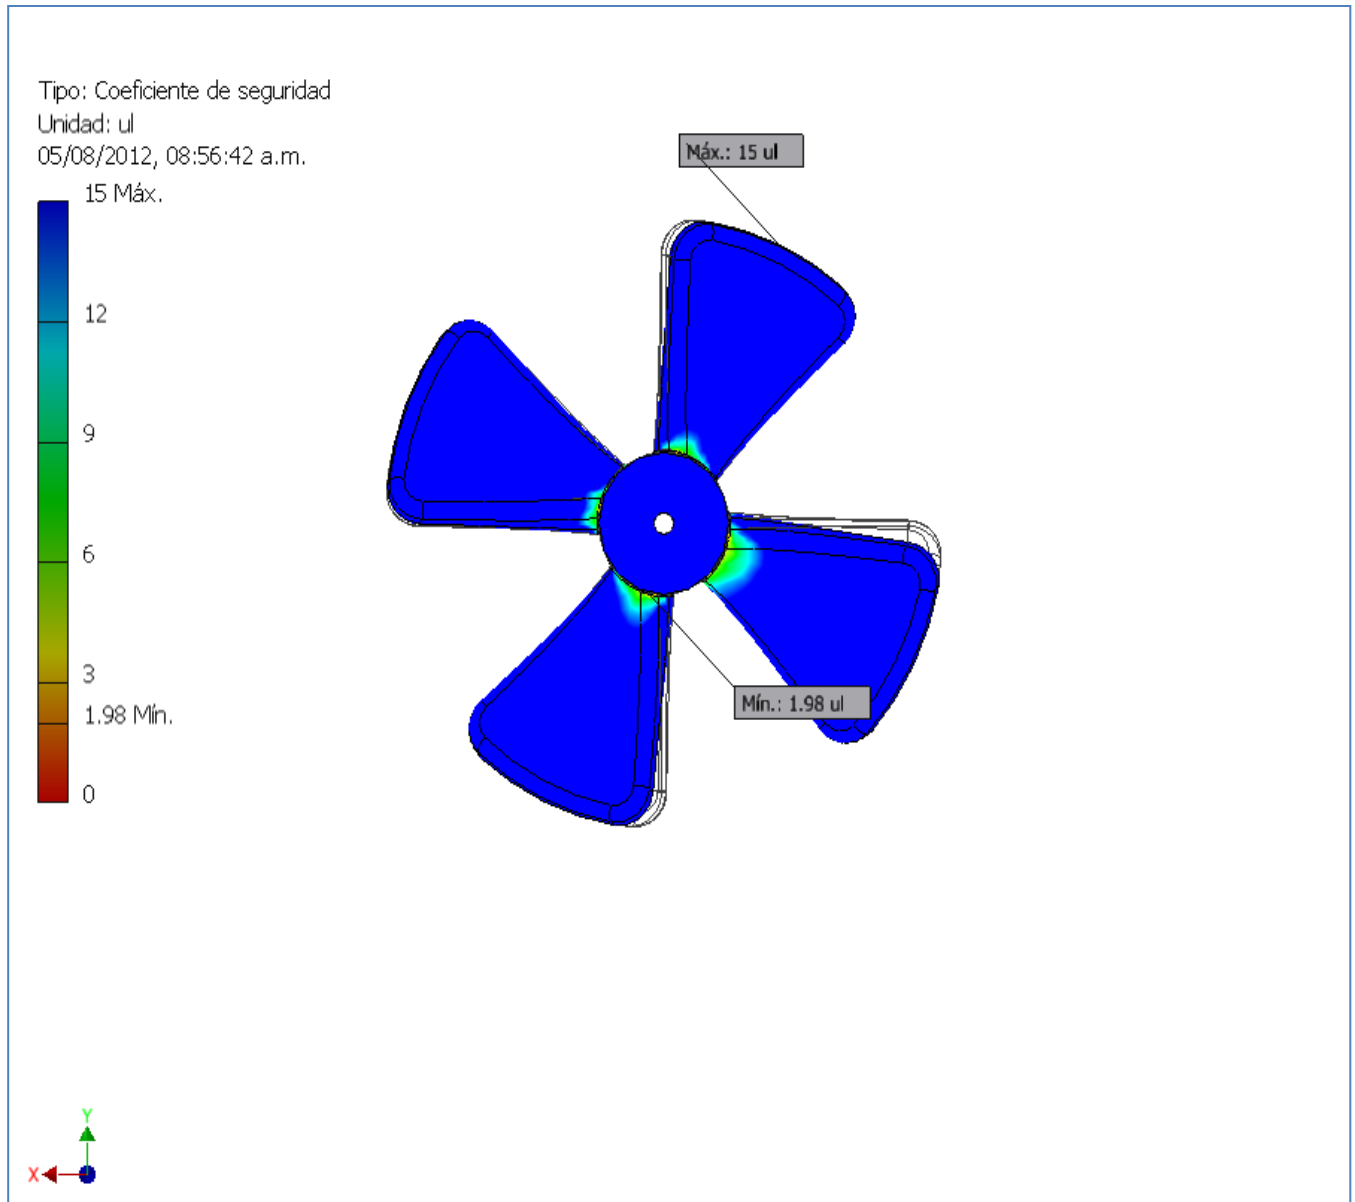 Tipo: Coeficiente de seguridad
Unidad: ul
05/08/2012, 08:56:42 a.m.
15 Máx.
12
9
6
3
1.98 Mín.
0
Máx.: 15 ul
Mín.: 1.98 ul
Y
X